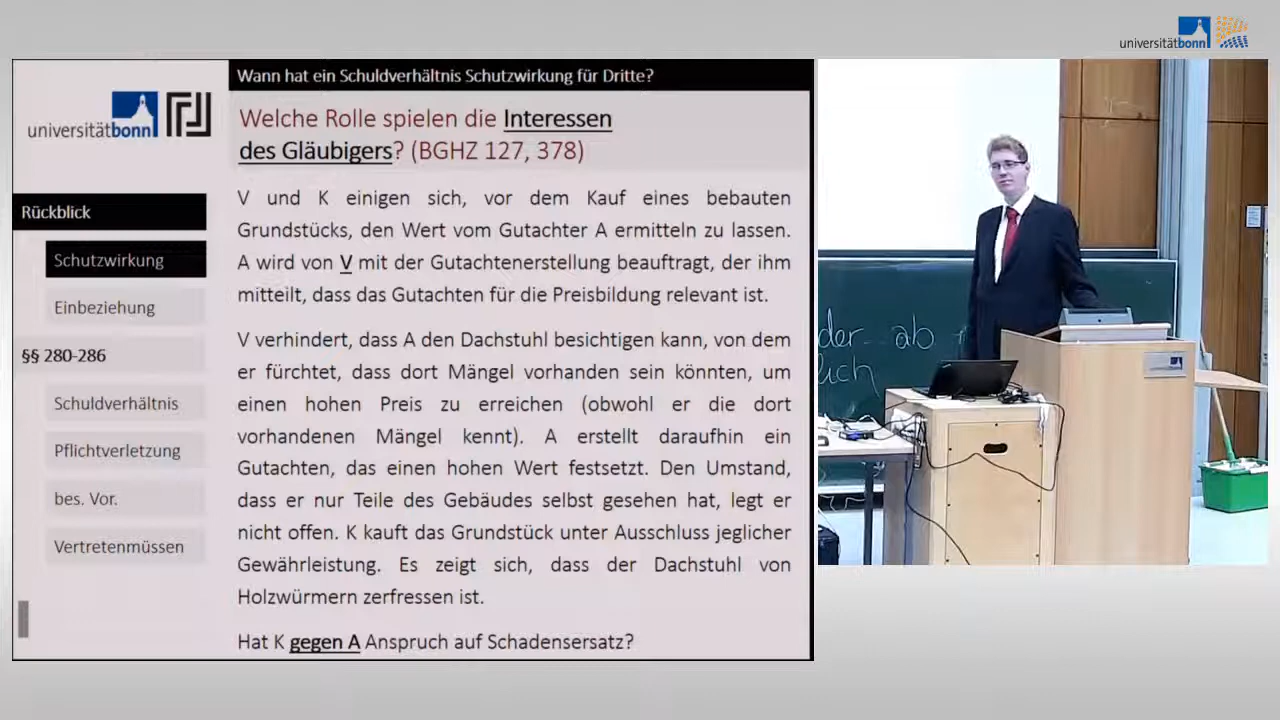 universitätbonn
Wann hat ein Schuldverhältnis Schutzwirkung für Dritte?
universitätbonn
Welche Rolle spielen die Interessen
des Gläubigers? (BGHZ 127, 378)
Rückblick
Schutzwirkung
Einbeziehung
§§ 280-286
Schuldverhältnis
Pflichtverletzung
bes. Vor.
Vertretenmüssen
V und K einigen sich, vor dem Kauf eines bebauten
Grundstücks, den Wert vom Gutachter A ermitteln zu lassen.
A wird von V mit der Gutachtenerstellung beauftragt, der ihm
mitteilt, dass das Gutachten für die Preisbildung relevant ist.
V verhindert, dass A den Dachstuhl besichtigen kann, von dem
er fürchtet, dass dort Mängel vorhanden sein könnten, um
einen hohen Preis zu erreichen (obwohl er die dort
vorhandenen Mängel kennt). A erstellt daraufhin ein
Gutachten, das einen hohen Wert festsetzt. Den Umstand,
dass er nur Teile des Gebäudes selbst gesehen hat, legt er
nicht offen. K kauft das Grundstück unter Ausschluss jeglicher
Gewährleistung. Es zeigt sich, dass der Dachstuhl von
Holzwürmern zerfressen ist.
Hat K gegen A Anspruch auf Schadensersatz?
ab